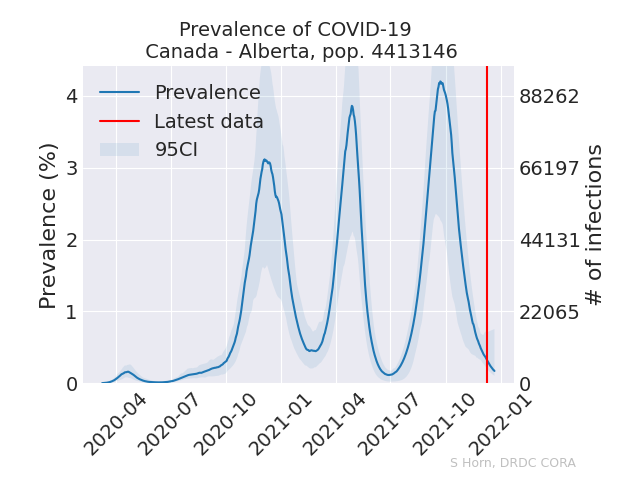 Prevalence of COVID-19
Canada - Alberta, pop. 4413146
Prevalence
Latest data
95CI
Prevalence (%)
4
3
2
1
0
88262
66197
44131
22065
0
# of infections
2020-04
2020-07
2020-10
2021-01
2021-04
2021-07
2021-10
2022-01
S Horn, DRDC CORA